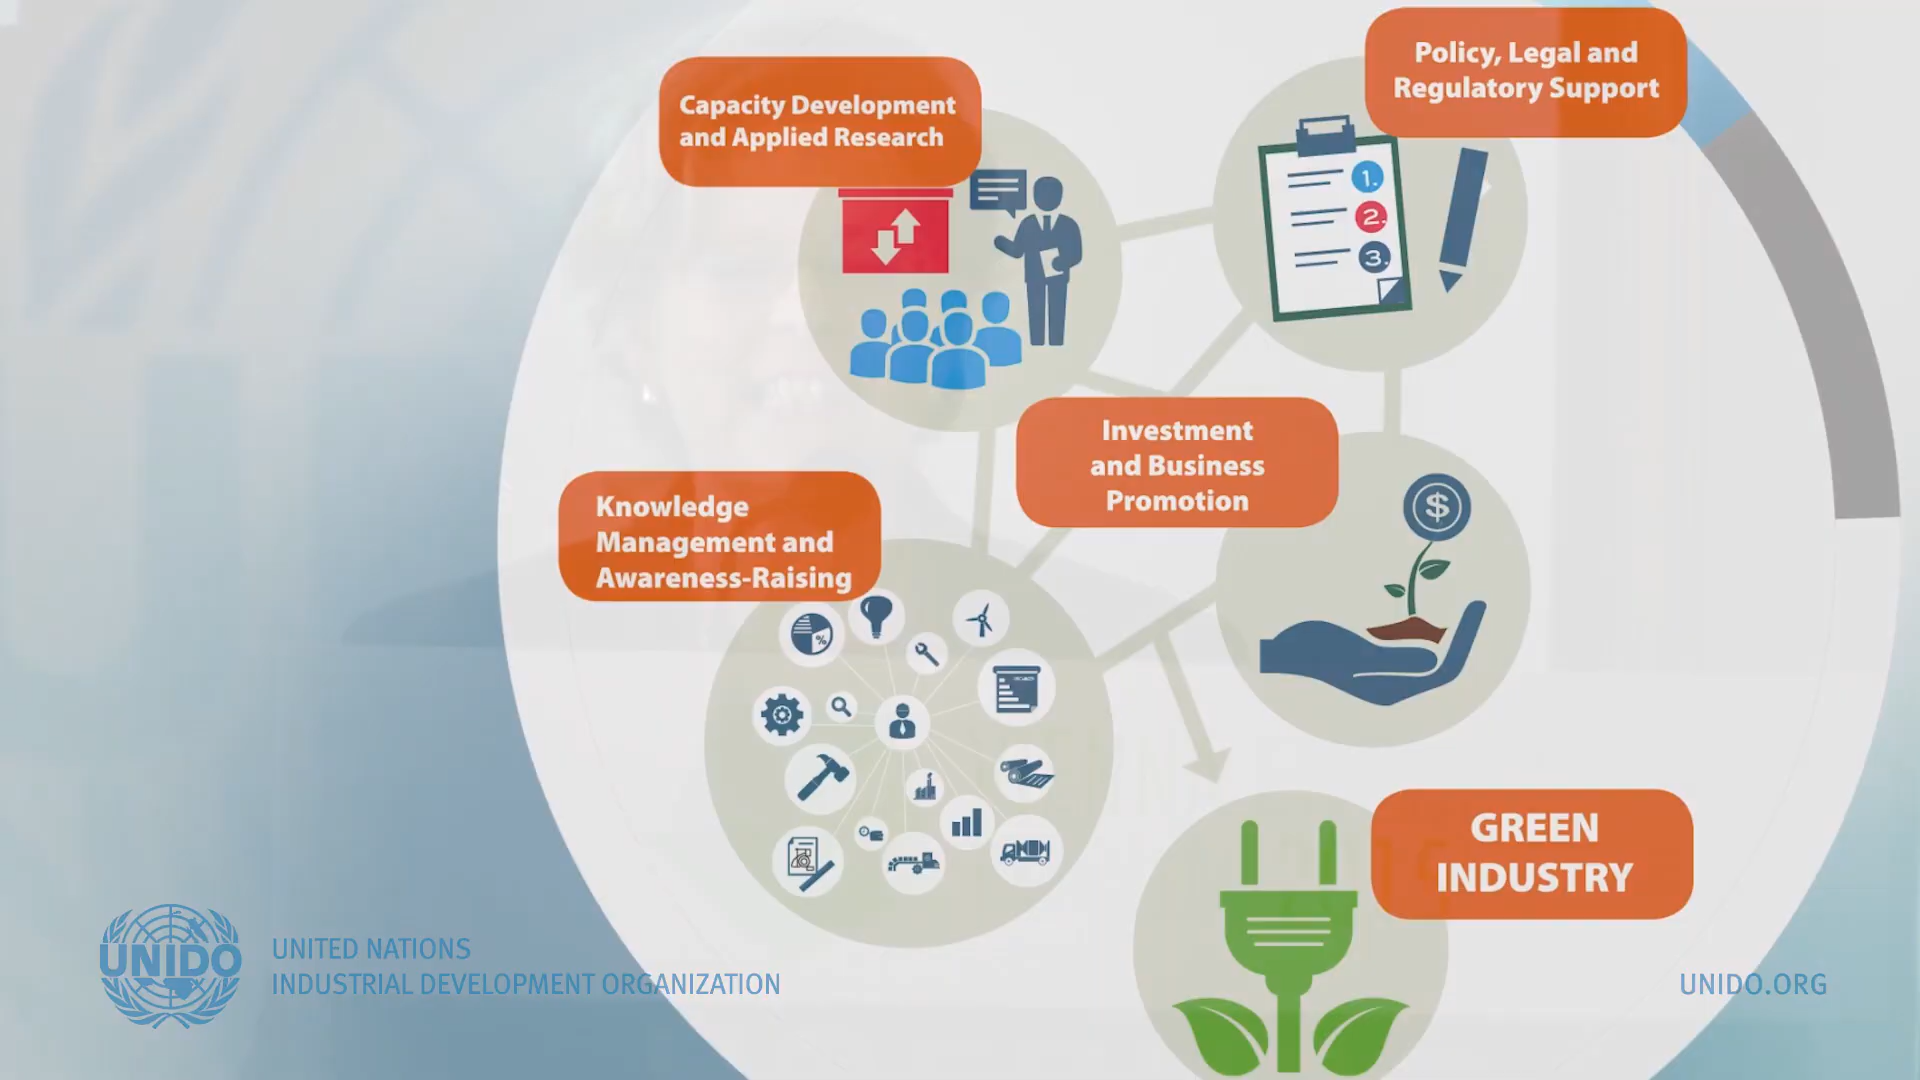 Capacity Development
and Applied Research
Policy, Legal and
Regulatory Support
1.
2.
3.
Investment
and Business
Promotion
Knowledge
Management and
Awareness-Raising
$
%
GREEN
INDUSTRY
UNIDO
UNITED NATIONS
INDUSTRIAL DEVELOPMENT ORGANIZATION
UNIDO.ORG